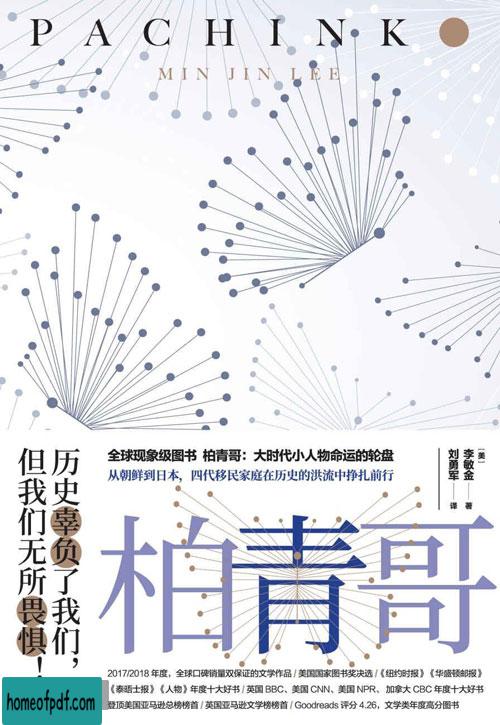 PACHINKO
MIN JIN LEE
历史辜负了我们，
但我们无所畏惧！
全球现象级图书 柏青哥：大时代小人物命运的轮盘
从朝鲜到日本，四代移民家庭在历史的洪流中挣扎前行
[美]
李敏金 著
刘勇军 译
柏青哥
2017/2018 年度，全球口碑销量双保证的文学作品 / 美国国家图书奖决选 /《纽约时报》《华盛顿邮报》
《泰晤士报》《人物》年度十大好书 / 英国 BBC、美国 CNN、美国 NPR、加拿大 CBC 年度十大好书
登顶美国亚马逊总榜榜首 / 英国亚马逊文学榜榜首 / Goodreads 评分 4.26，文学类年度高分图书
homeofpdf.com